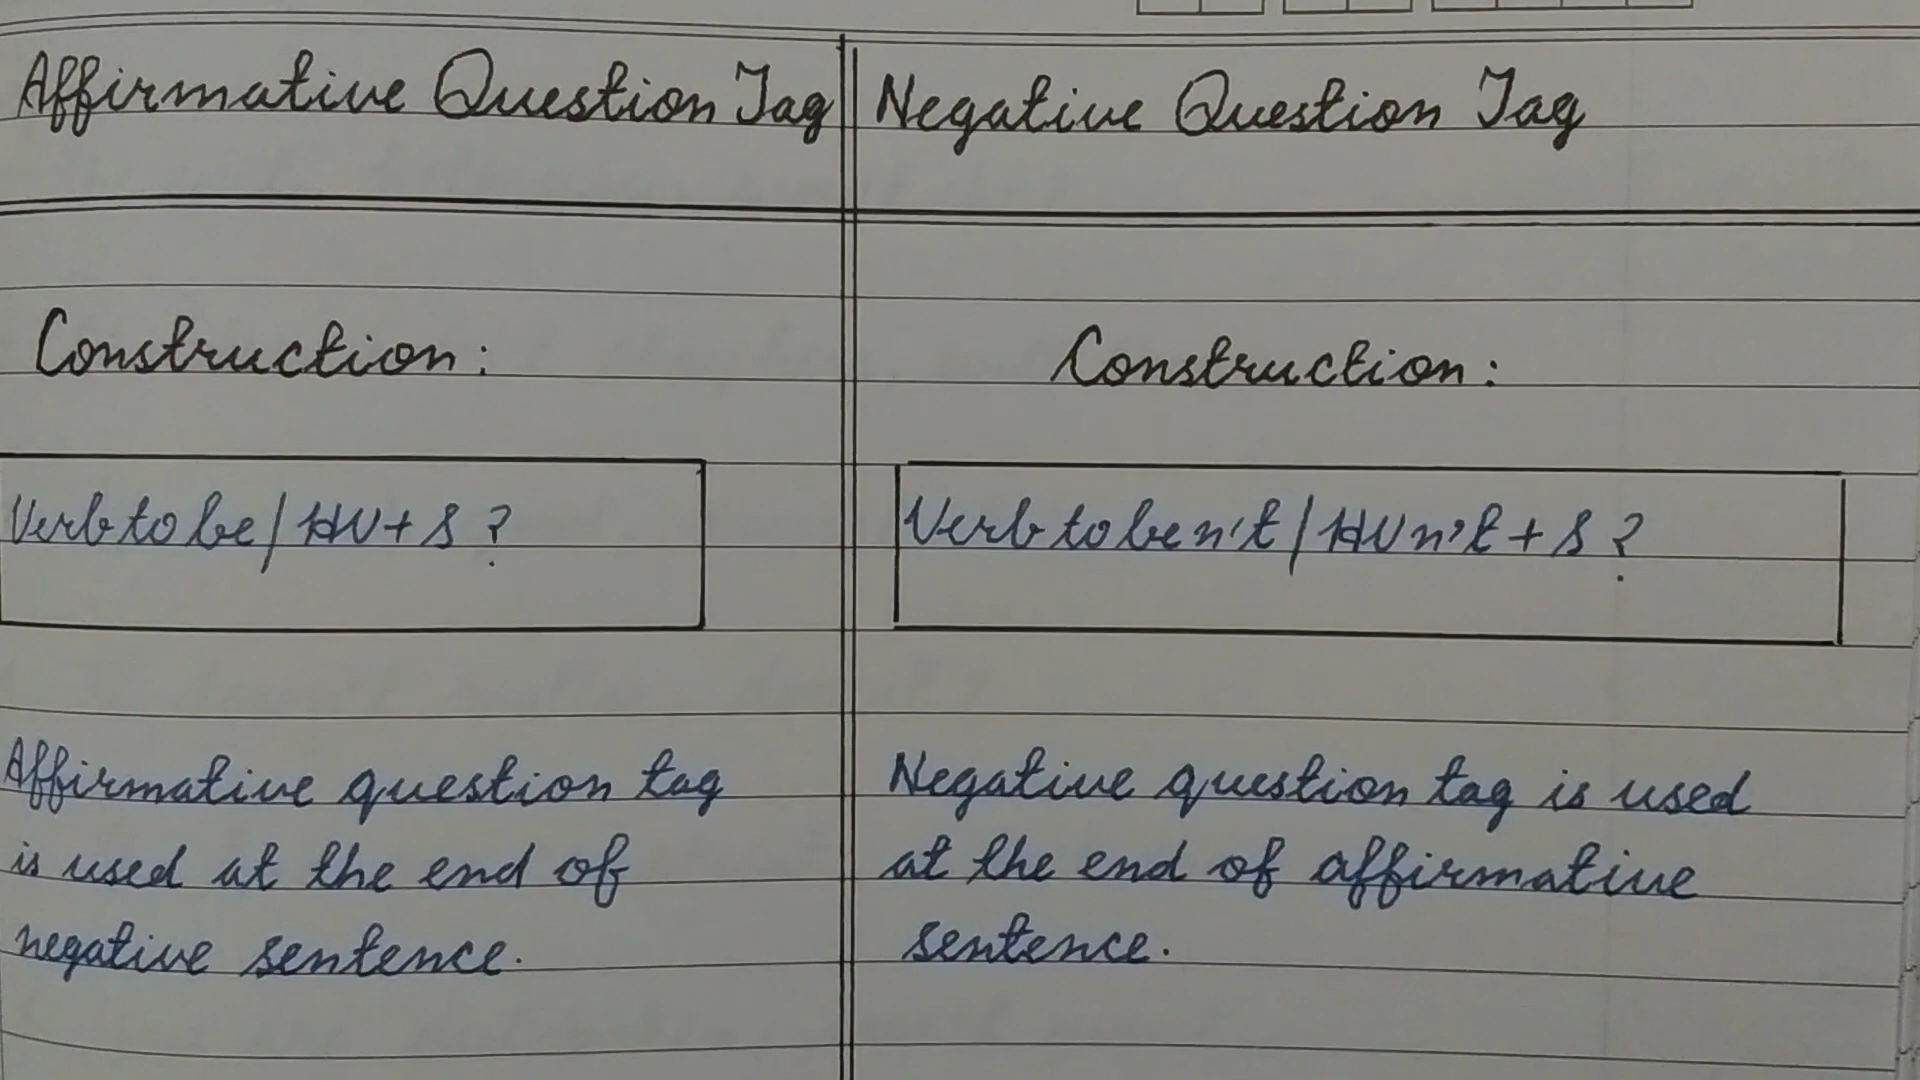 Affirmative Question Tag
Construction:
Verb to be / HV + S ?
Affirmative question tag
is used at the end of
negative sentence.
Negative Question Tag
Construction:
Verb to be n't / HV n't + S ?
Negative question tag is used
at the end of affirmative
sentence.